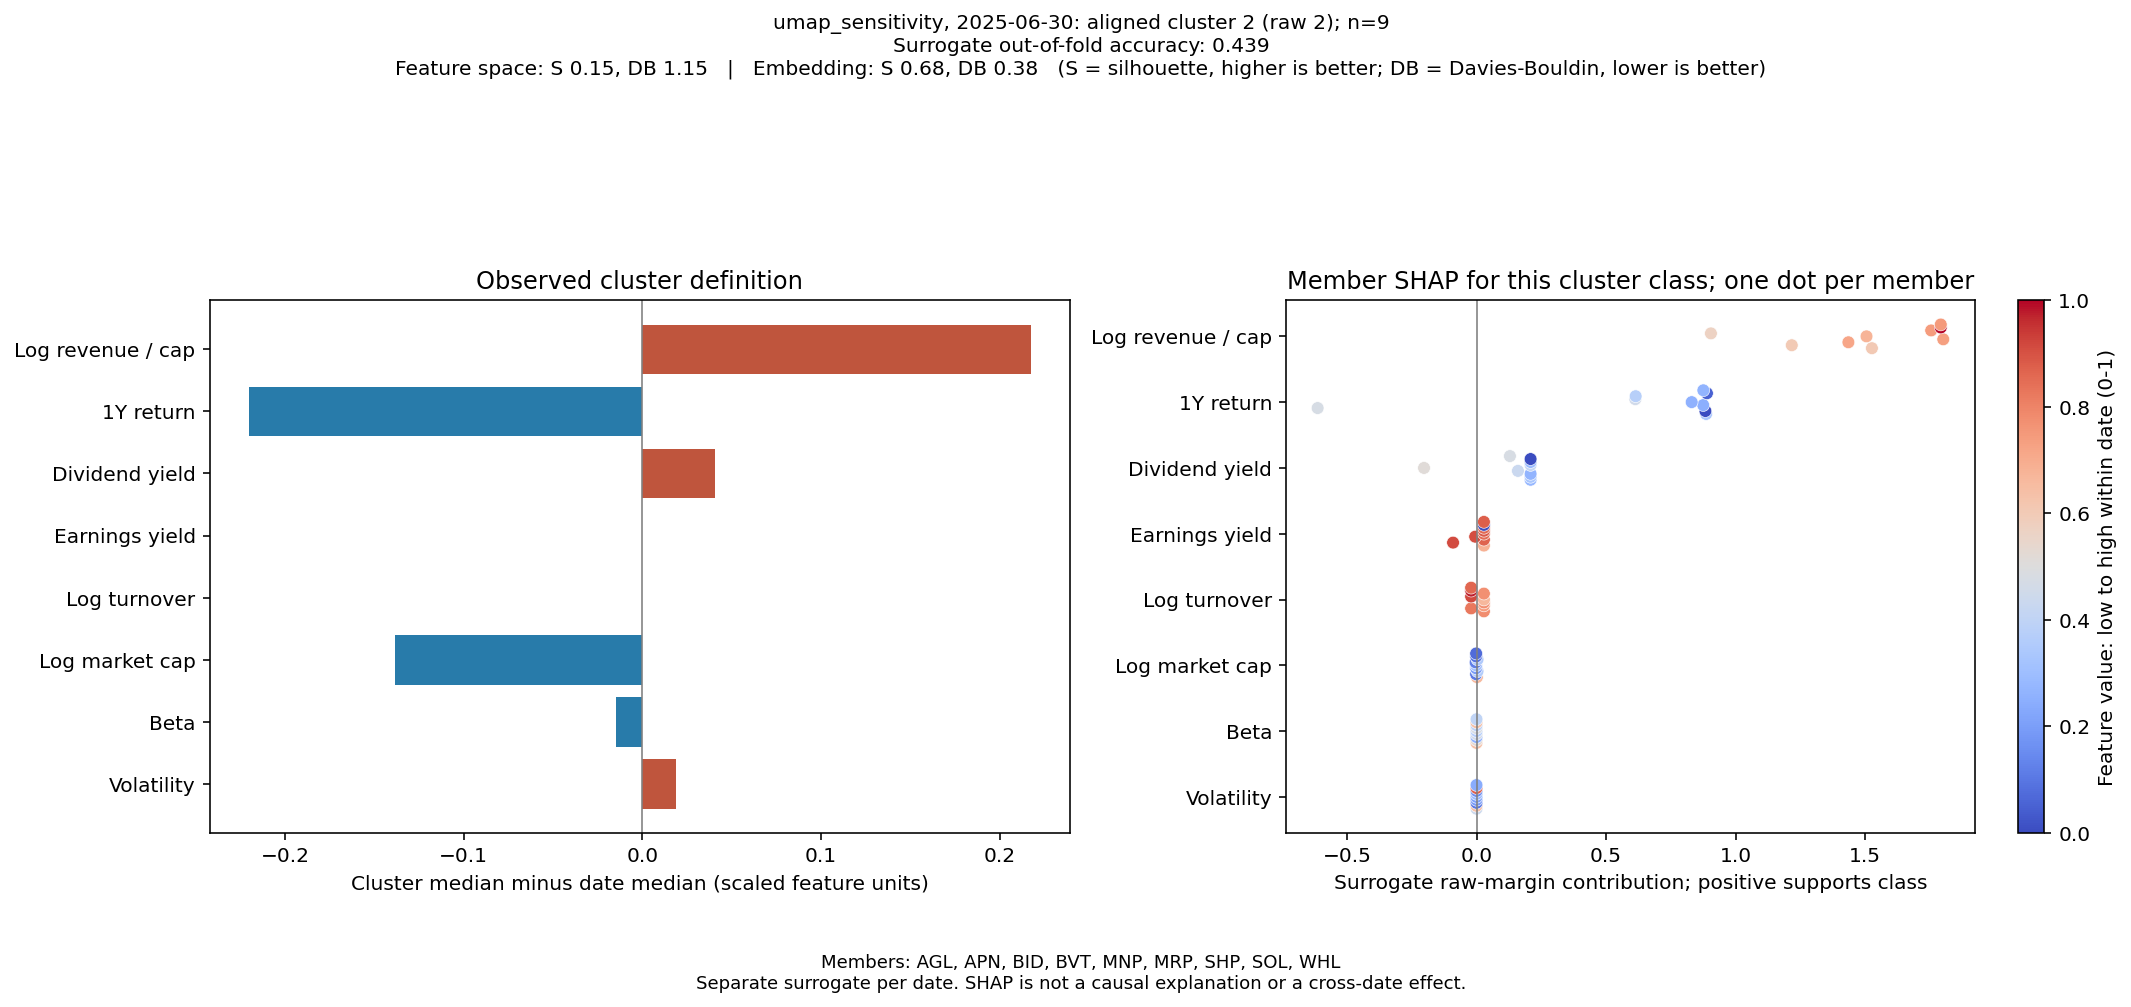 umap_sensitivity, 2025-06-30: aligned cluster 2 (raw 2); n=9
Surrogate out-of-fold accuracy: 0.439
Feature space: S 0.15, DB 1.15   |   Embedding: S 0.68, DB 0.38   (S = silhouette, higher is better; DB = Davies-Bouldin, lower is better)
Observed cluster definition
Log revenue / cap
1Y return
Dividend yield
Earnings yield
Log turnover
Log market cap
Beta
Volatility
−0.2 −0.1 0.0 0.1 0.2
Cluster median minus date median (scaled feature units)
Member SHAP for this cluster class; one dot per member
Log revenue / cap
1Y return
Dividend yield
Earnings yield
Log turnover
Log market cap
Beta
Volatility
−0.5 0.0 0.5 1.0 1.5
Surrogate raw-margin contribution; positive supports class
1.0
0.8
0.6
0.4
0.2
0.0
Feature value: low to high within date (0-1)
Members: AGL, APN, BID, BVT, MNP, MRP, SHP, SOL, WHL
Separate surrogate per date. SHAP is not a causal explanation or a cross-date effect.